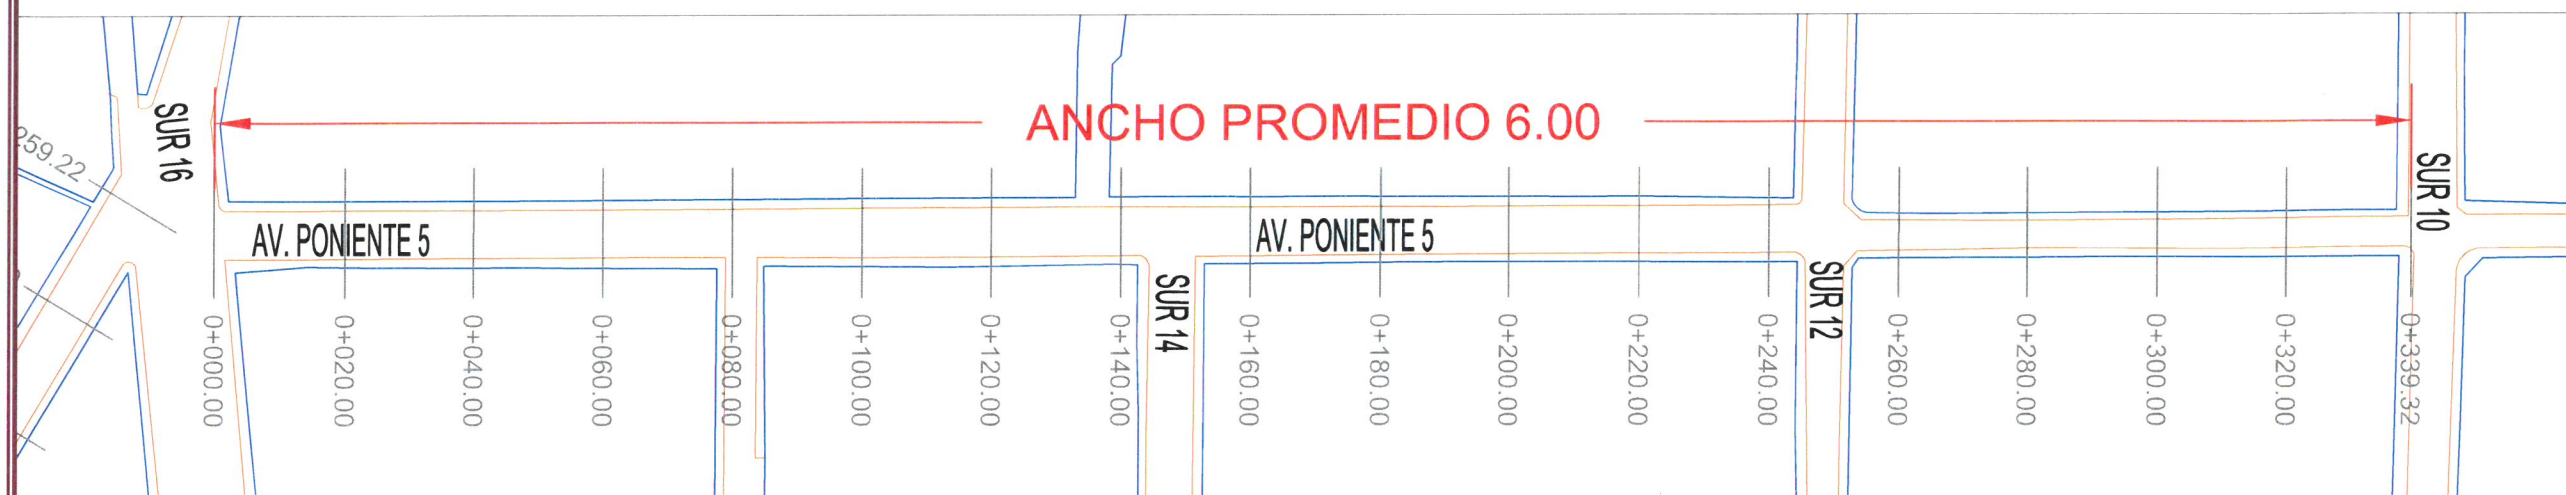 ANCHO PROMEDIO 6.00
SUR 16
259.22
SUR 10
AV. PONIENTE 5
AV. PONIENTE 5
SUR 14
SUR 12
0+000.00
0+020.00
0+040.00
0+060.00
0+080.00
0+100.00
0+120.00
0+140.00
0+160.00
0+180.00
0+200.00
0+220.00
0+240.00
0+260.00
0+280.00
0+300.00
0+320.00
0+339.32